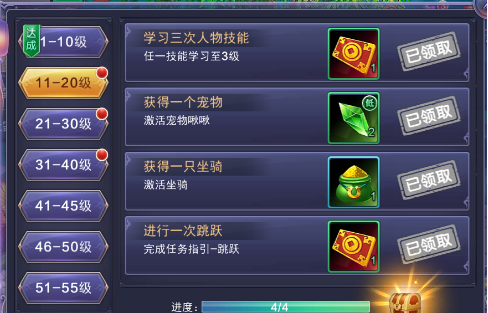 达成
1-10级
11-20级
21-30级
31-40级
41-45级
46-50级
51-55级
学习三次人物技能
任一技能学习至3级
1
已领取
获得一个宠物
激活宠物啾啾
低
2
已领取
获得一只坐骑
激活坐骑
1
已领取
进行一次跳跃
完成任务指引-跳跃
1
已领取
进度：
4/4